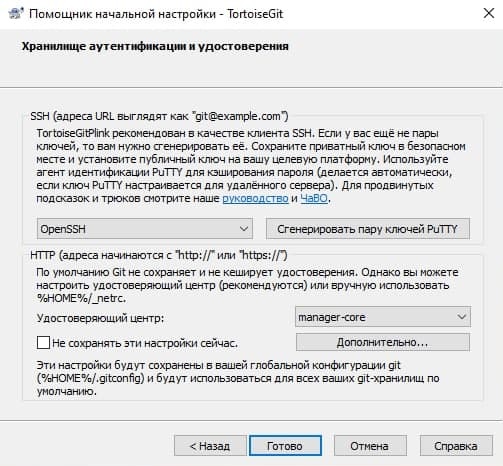 Помощник начальной настройки - TortoiseGit
Хранилище аутентификации и удостоверения
SSH (адреса URL выглядят как "git@example.com")
TortoiseGitPlink рекомендован в качестве клиента SSH. Если у вас ещё не пары
ключей, то вам нужно сгенерировать её. Сохраните приватный ключ в безопасном
месте и установите публичный ключ на вашу целевую платформу. Используйте
агент идентификации PuTTY для кэширования пароля (делается автоматически,
если ключ PuTTY настраивается для удалённого сервера). Для продвинутых
подсказок и трюков смотрите наше руководство и ЧаВО.
OpenSSH
Сгенерировать пару ключей PuTTY
HTTP (адреса начинаются с "http://" или "https://")
По умолчанию Git не сохраняет и не кеширует удостоверения. Однако вы можете
настроить удостоверяющий центр (рекомендуются) или вручную использовать
%HOME%/_netrc.
Удостоверяющий центр:
manager-core
Не сохранять эти настройки сейчас.
Дополнительно...
Эти настройки будут сохранены в вашей глобальной конфигурации git
(%HOME%/.gitconfig) и будут использоваться для всех ваших git-хранилищ по
умолчанию.
< Назад
Готово
Отмена
Справка